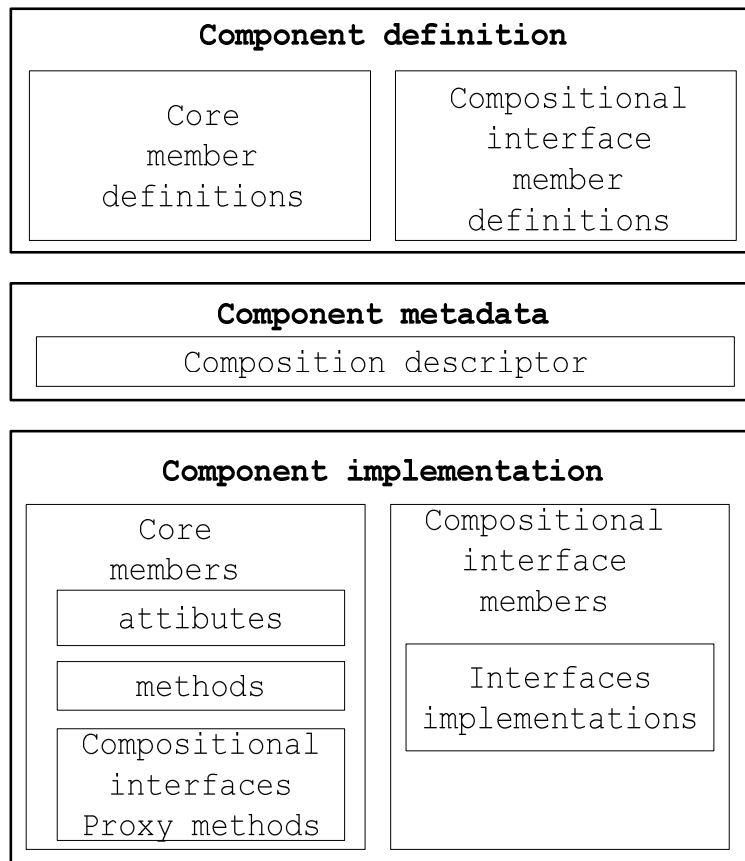 Component definition
Core
member
definitions
Compositional
interface
member
definitions
Component metadata
Composition descriptor
Component implementation
Core
members
attibutes
methods
Compositional
interfaces
Proxy methods
Compositional
interface
members
Interfaces
implementations